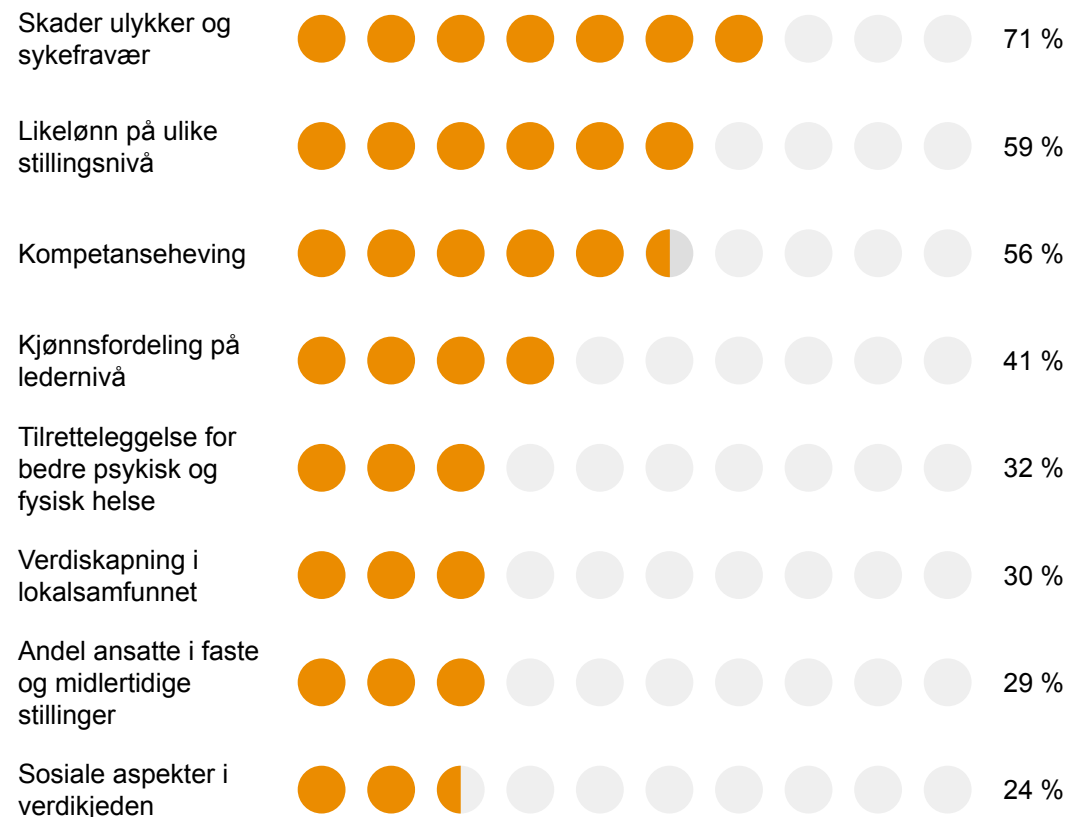 Skader ulykker og
sykefravær
71 %
Likelønn på ulike
stillingsnivå
59 %
Kompetanseheving
56 %
Kjønnsfordeling på
ledernivå
41 %
Tilretteleggelse for
bedre psykisk og
fysisk helse
32 %
Verdiskapning i
lokalsamfunnet
30 %
Andel ansatte i faste
og midlertidige
stillinger
29 %
Sosiale aspekter i
verdikjeden
24 %